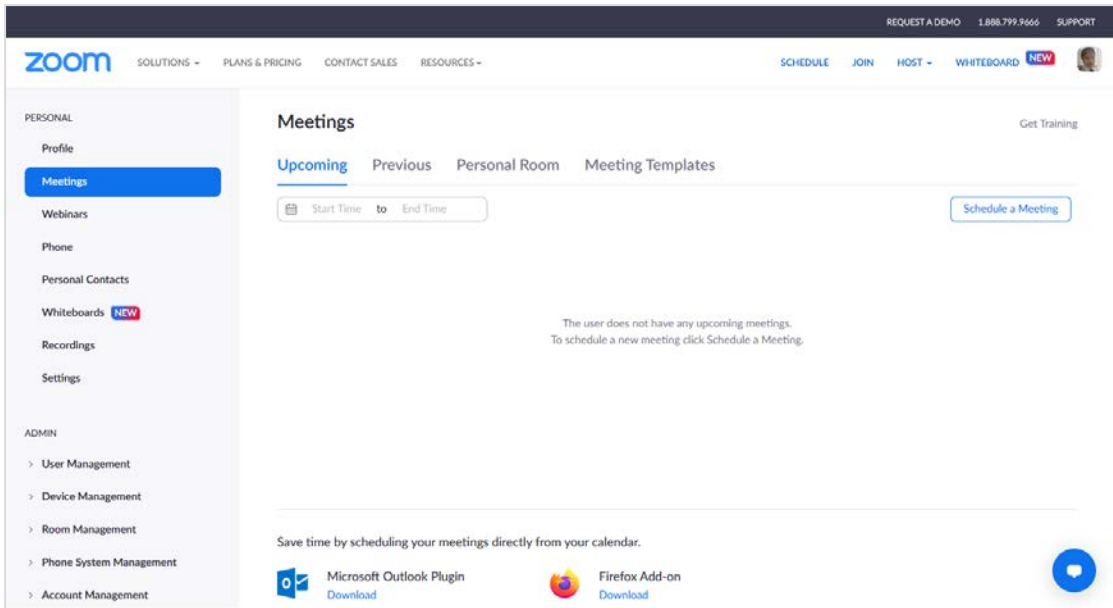 REQUEST A DEMO 1.888.799.9666 SUPPORT
zoom SOLUTIONS PLANS & PRICING CONTACT SALES RESOURCES SCHEDULE JOIN HOST WHITEBOARD NEW
PERSONAL
Profile
Meetings
Webinars
Phone
Personal Contacts
Whiteboards NEW
Recordings
Settings
ADMIN
User Management
Device Management
Room Management
Phone System Management
Account Management
Meetings
Get Training
Upcoming Previous Personal Room Meeting Templates
Start Time to End Time
Schedule a Meeting
The user does not have any upcoming meetings.
To schedule a new meeting click Schedule a Meeting.
Save time by scheduling your meetings directly from your calendar.
Microsoft Outlook Plugin
Download
Firefox Add-on
Download